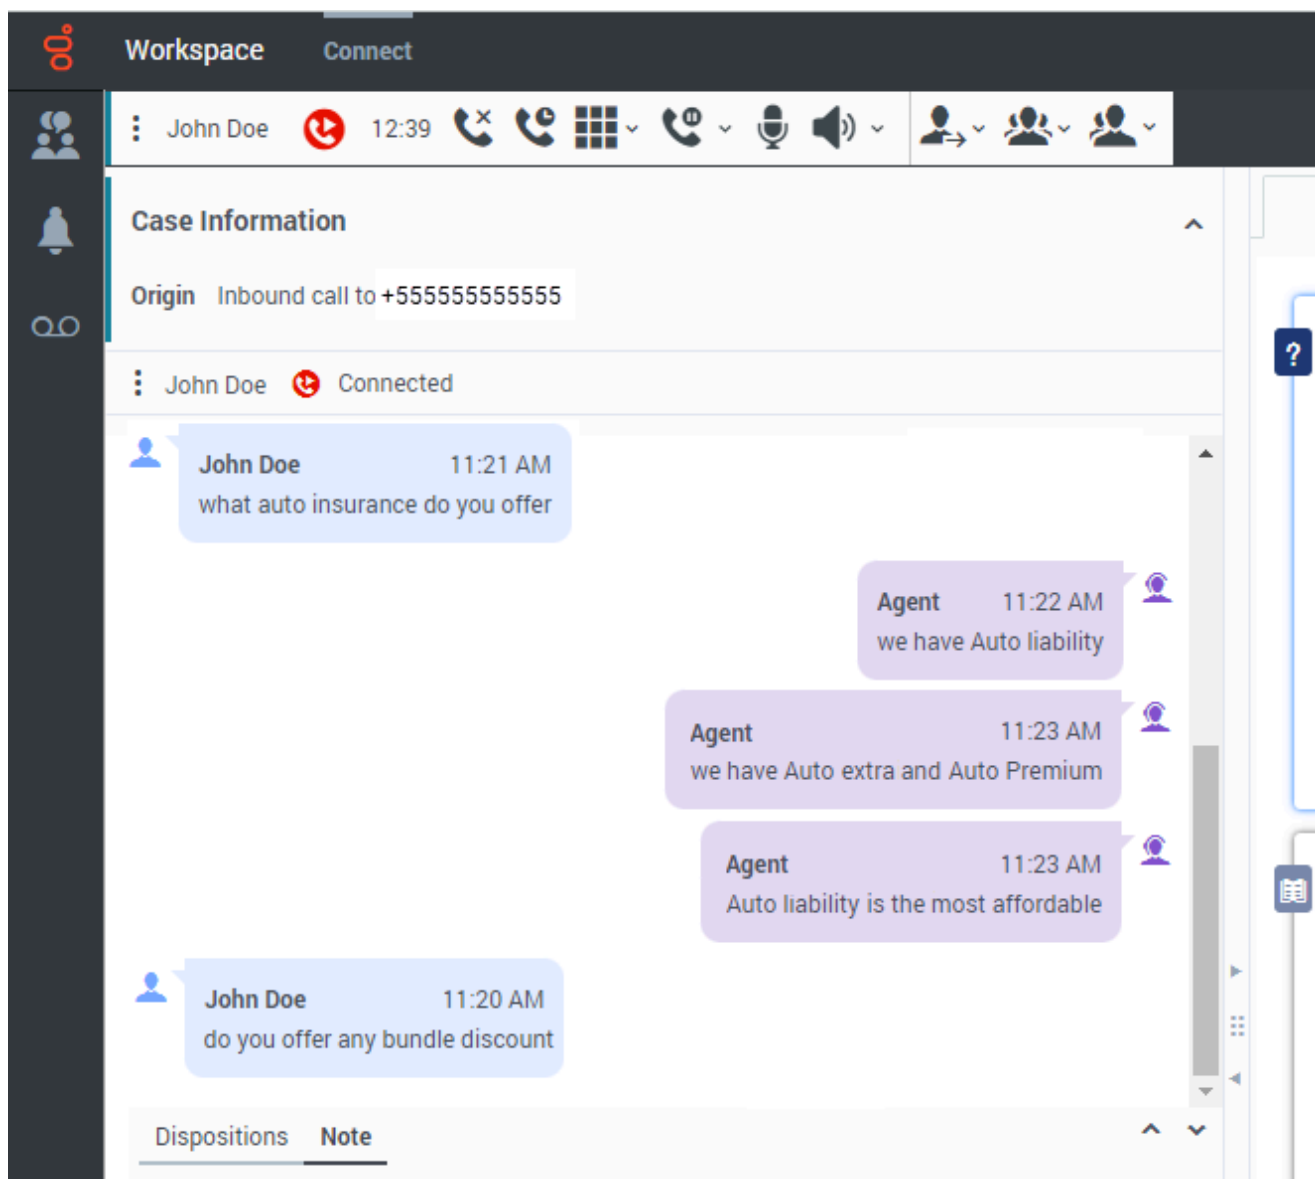 Workspace Connect
John Doe 12:39
Case Information
Origin Inbound call to +555555555555
John Doe Connected
John Doe 11:21 AM
what auto insurance do you offer
Agent 11:22 AM
we have Auto liability
Agent 11:23 AM
we have Auto extra and Auto Premium
Agent 11:23 AM
Auto liability is the most affordable
John Doe 11:20 AM
do you offer any bundle discount
Dispositions Note
?